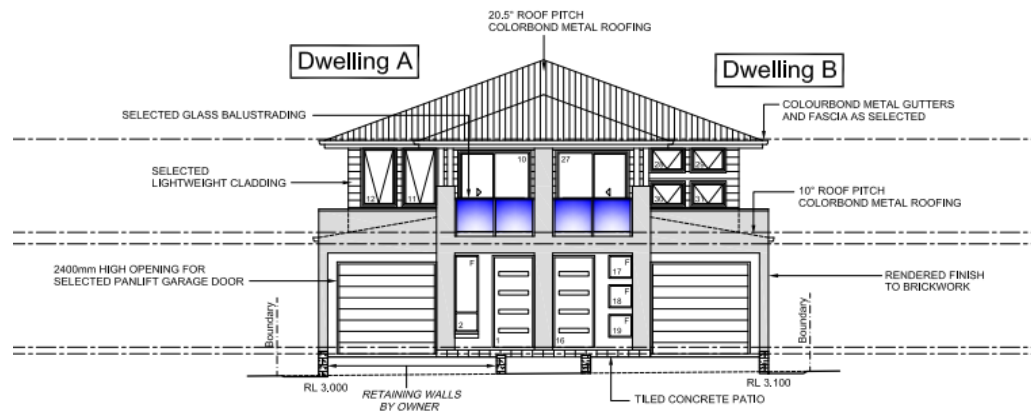 20.5° ROOF PITCH
COLORBOND METAL ROOFING
Dwelling A
Dwelling B
SELECTED GLASS BALUSTRADING
COLOURBOND METAL GUTTERS
AND FASCIA AS SELECTED
SELECTED
LIGHTWEIGHT CLADDING
12
11
10
27
10° ROOF PITCH
COLORBOND METAL ROOFING
2400mm HIGH OPENING FOR
SELECTED PANLIFT GARAGE DOOR
F
2
1
16
F
17
F
18
F
19
RENDERED FINISH
TO BRICKWORK
Boundary
Boundary
RL 3,000
RL 3,100
RETAINING WALLS
BY OWNER
TILED CONCRETE PATIO